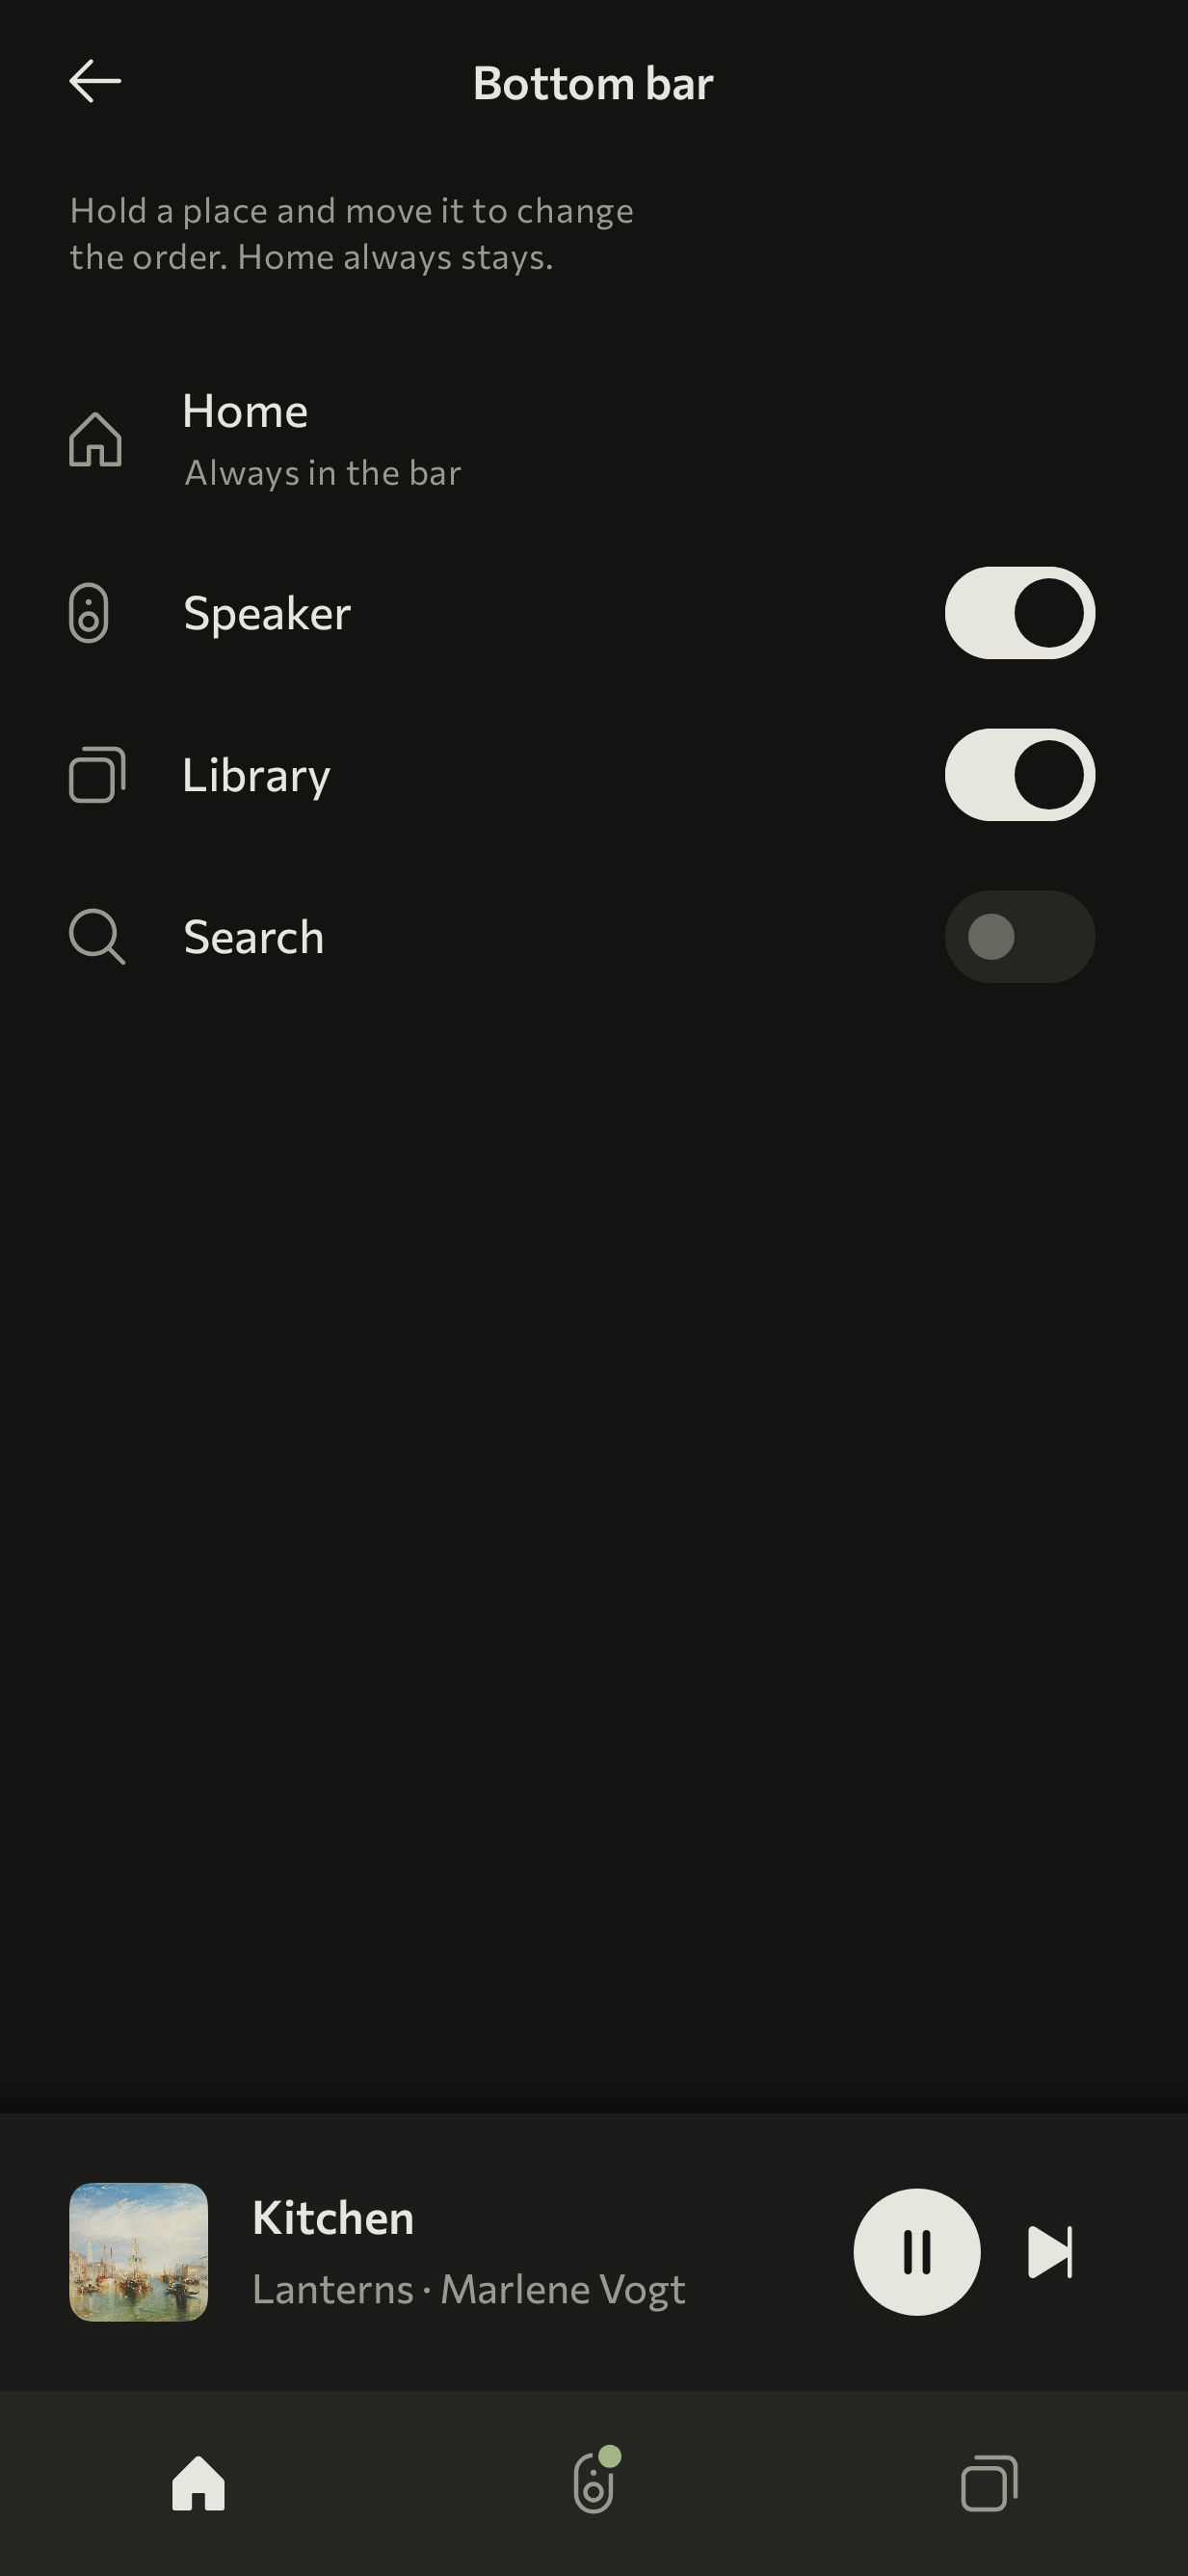 Bottom bar
Hold a place and move it to change
the order. Home always stays.
Home
Always in the bar
Speaker
Library
Search
Kitchen
Lanterns · Marlene Vogt